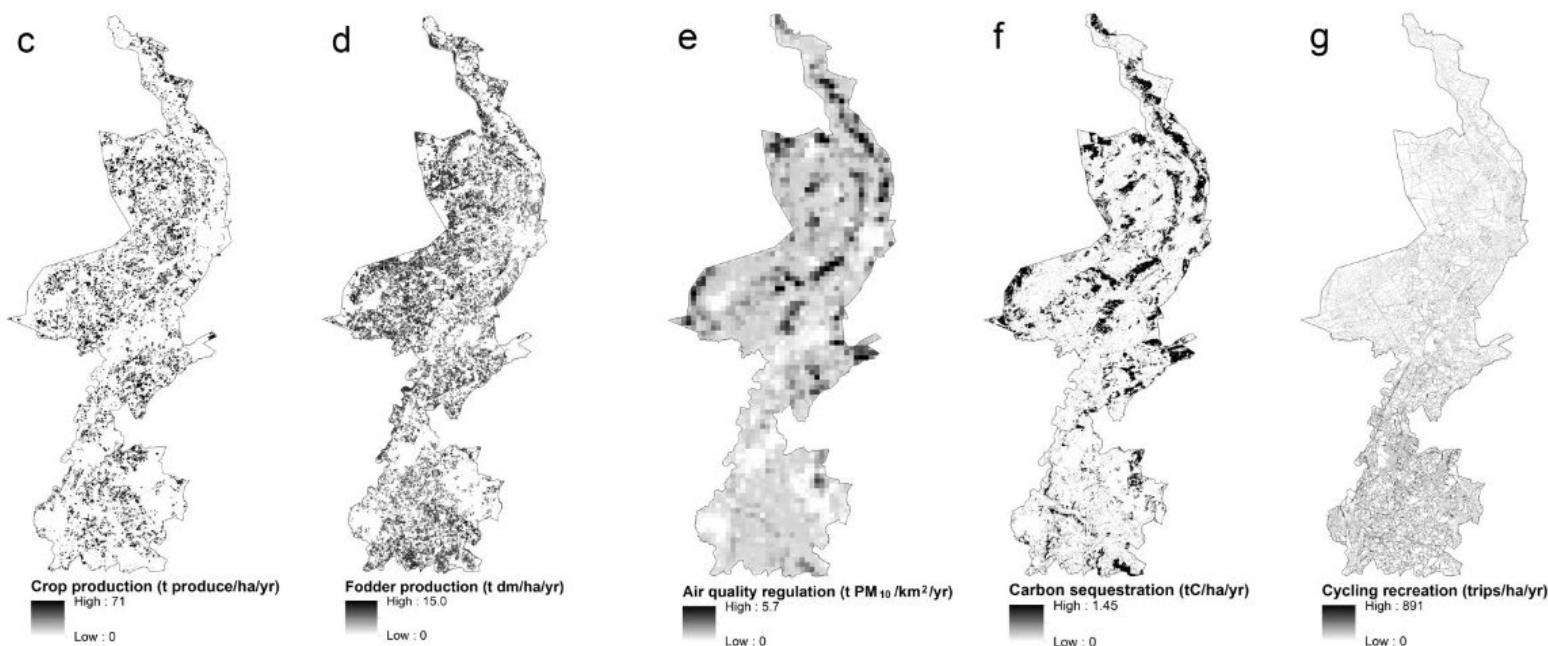 c
d
e
f
g
Crop production (t produce/ha/yr)
High : 71
Low : 0
Fodder production (t dm/ha/yr)
High : 15.0
Low : 0
Air quality regulation (t PM₁₀/km²/yr)
High : 5.7
Low : 0
Carbon sequestration (tC/ha/yr)
High : 1.45
Low : 0
Cycling recreation (trips/ha/yr)
High : 891
Low : 0